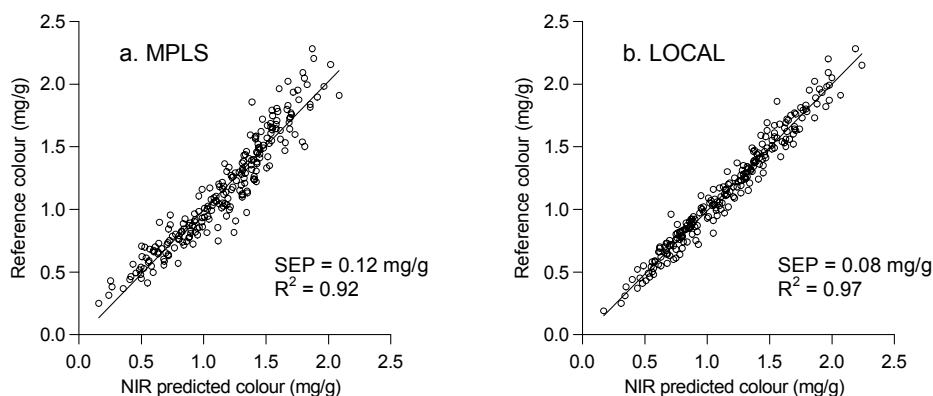 a. MPLS
2.5
2.0
1.5
1.0
0.5
0.0
Reference colour (mg/g)
SEP = 0.12 mg/g
R² = 0.92
0.0 0.5 1.0 1.5 2.0 2.5
NIR predicted colour (mg/g)
b. LOCAL
2.5
2.0
1.5
1.0
0.5
0.0
Reference colour (mg/g)
SEP = 0.08 mg/g
R² = 0.97
0.0 0.5 1.0 1.5 2.0 2.5
NIR predicted colour (mg/g)